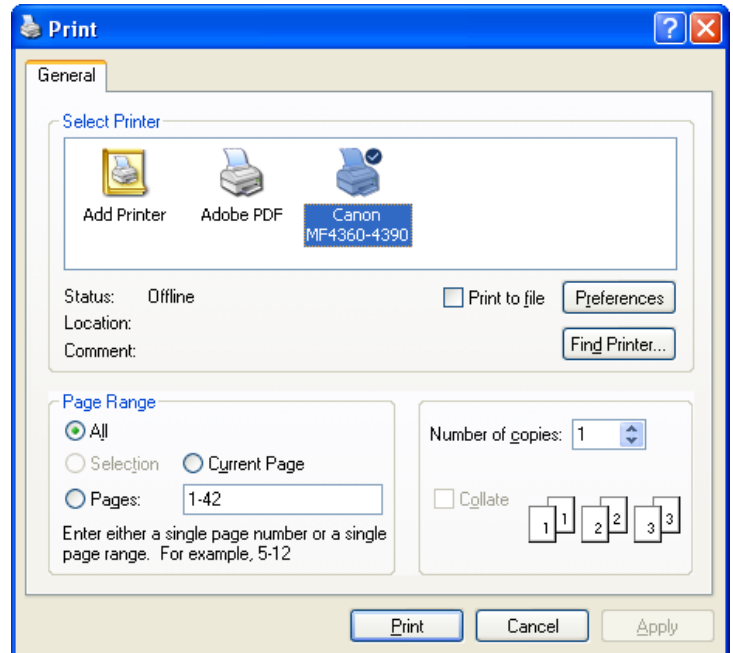 Print
General
Select Printer
Add Printer
Adobe PDF
Canon
MF4360-4390
Status: Offline
Print to file
Preferences
Location:
Comment:
Find Printer...
Page Range
All
Selection
Current Page
Pages: 1-42
Enter either a single page number or a single
page range. For example, 5-12
Number of copies: 1
Collate
1 1 2 2 3 3
Print
Cancel
Apply